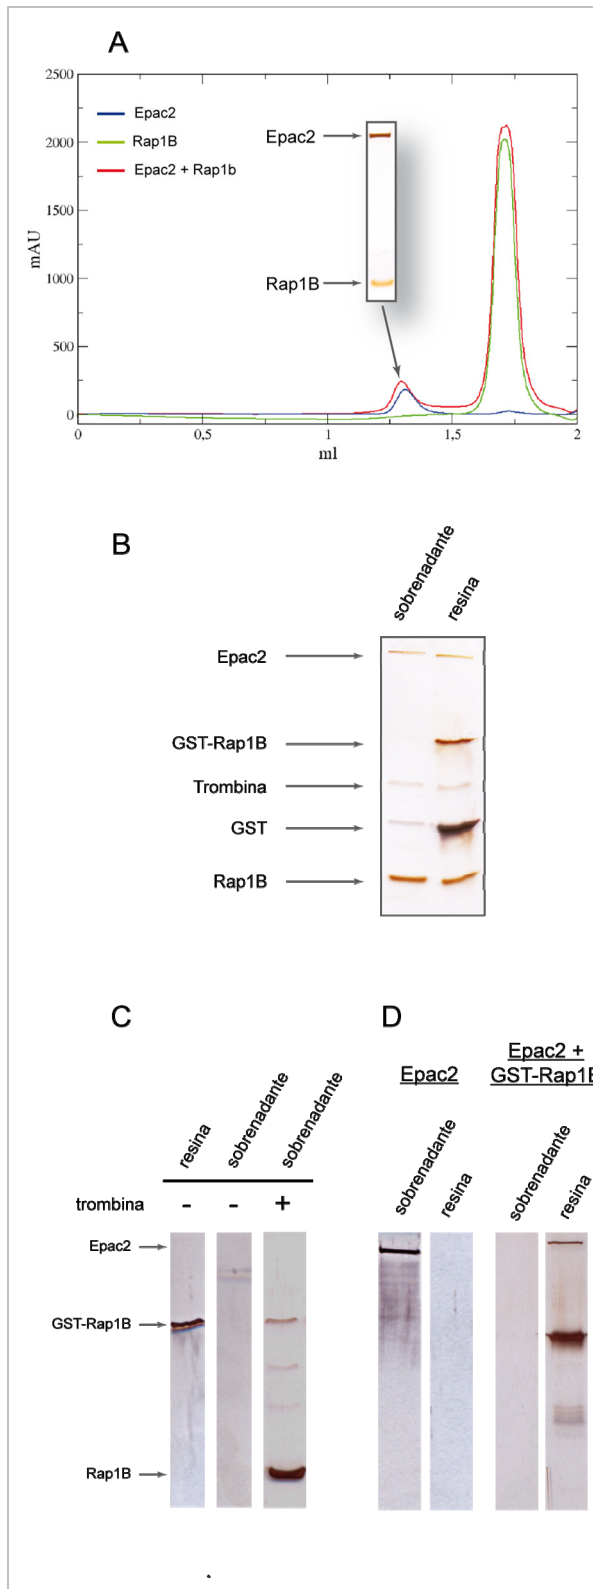 A
2500
2000
1500
1000
500
0
mAU
Epac2
Rap1B
Epac2 + Rap1b
Epac2
Rap1B
0
0,5
1
1,5
2
ml
B
sobrenadante
resina
Epac2
GST-Rap1B
Trombina
GST
Rap1B
C
resina
sobrenadante
sobrenadante
trombina - - +
Epac2
GST-Rap1B
Rap1B
D
Epac2
Epac2 +
GST-Rap1B
sobrenadante
resina
sobrenadante
resina